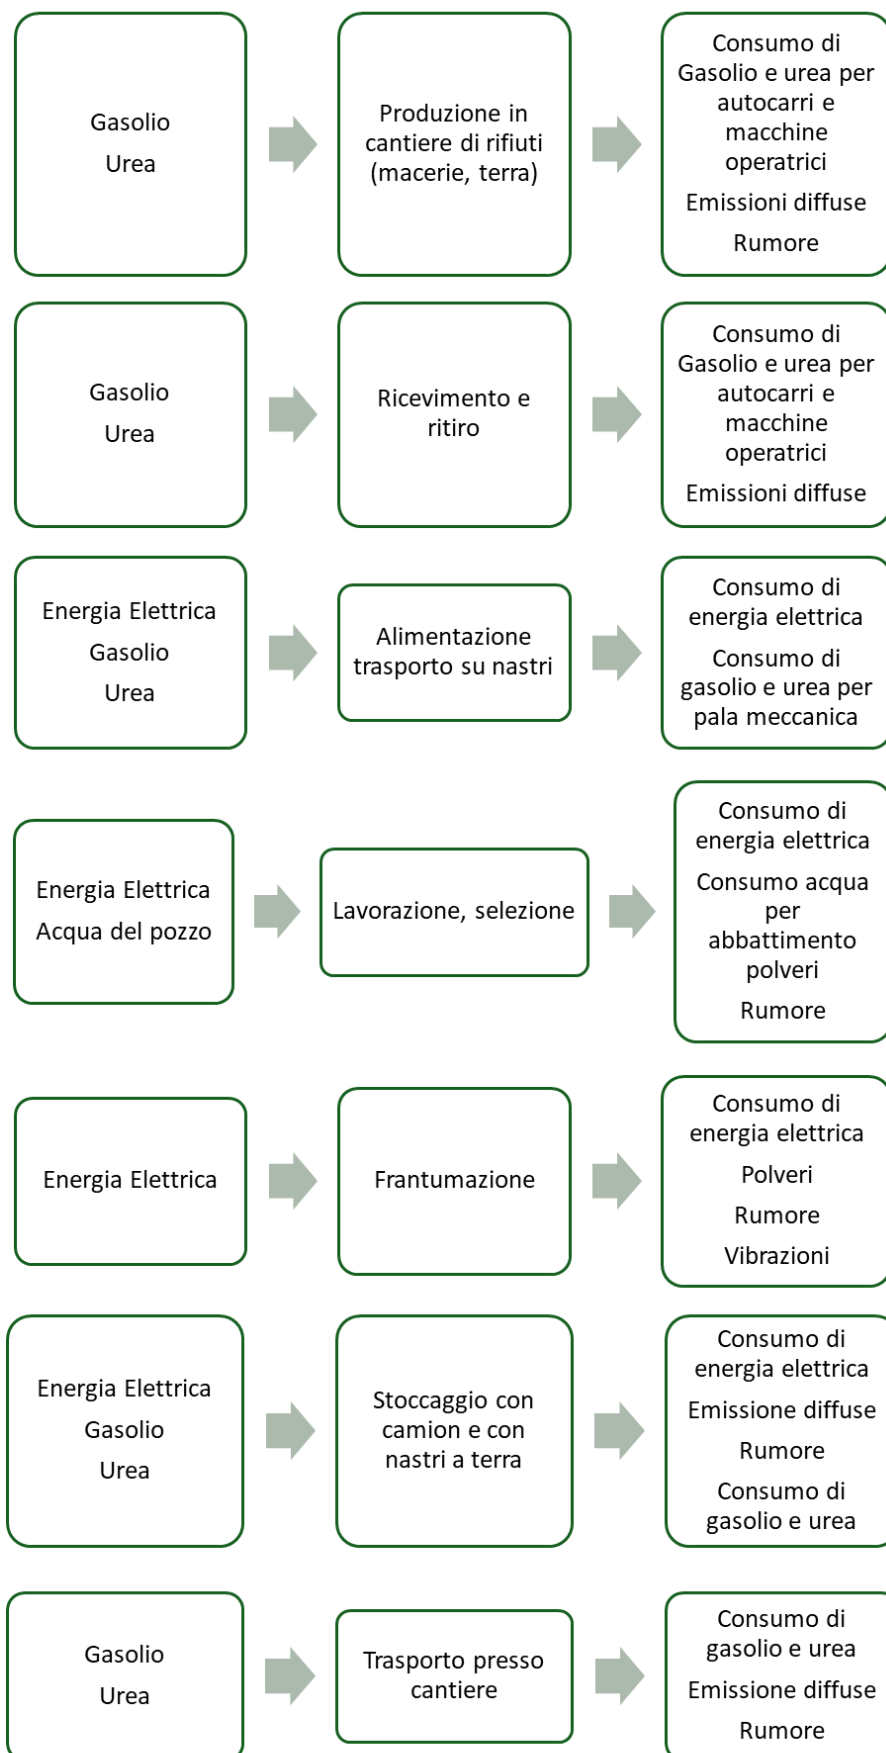 Gasolio
Urea
Produzione in
cantiere di rifiuti
(macerie, terra)
Consumo di
Gasolio e urea per
autocarri e
macchine
operatrici
Emissioni diffuse
Rumore
Gasolio
Urea
Ricevimento e
ritiro
Consumo di
Gasolio e urea per
autocarri e
macchine
operatrici
Emissioni diffuse
Energia Elettrica
Gasolio
Urea
Alimentazione
trasporto su nastri
Consumo di
energia elettrica
Consumo di
gasolio e urea per
pala meccanica
Energia Elettrica
Acqua del pozzo
Lavorazione, selezione
Consumo di
energia elettrica
Consumo acqua
per
abbattimento
polveri
Rumore
Energia Elettrica
Frantumazione
Consumo di
energia elettrica
Polveri
Rumore
Vibrazioni
Energia Elettrica
Gasolio
Urea
Stoccaggio con
camion e con
nastri a terra
Consumo di
energia elettrica
Emissione diffuse
Rumore
Consumo di
gasolio e urea
Gasolio
Urea
Trasporto presso
cantiere
Consumo di
gasolio e urea
Emissione diffuse
Rumore